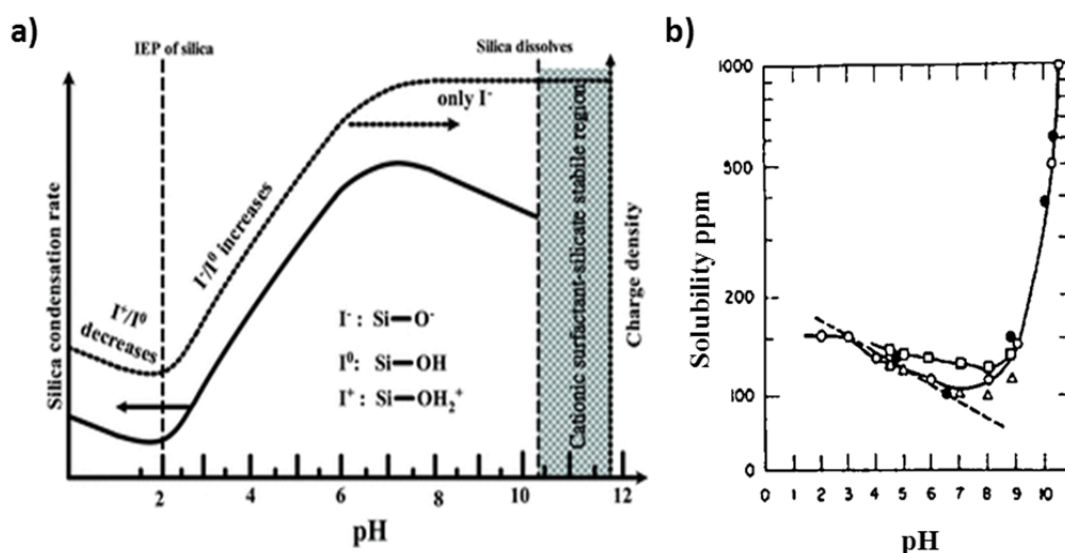 a)
IEP of silica
Silica dissolves
only I⁻
I⁻/I⁰ increases
I⁺/I⁰
decreases
I⁻ : Si—O⁻
I⁰: Si—OH
I⁺ : Si—OH₂⁺
Silica condensation rate
Cationic surfactant-silicate stabile region
Charge density
2 4 6 8 10 12
pH
b)
1000
500
200
100
0
Solubility ppm
0 1 2 3 4 5 6 7 8 9 10
pH